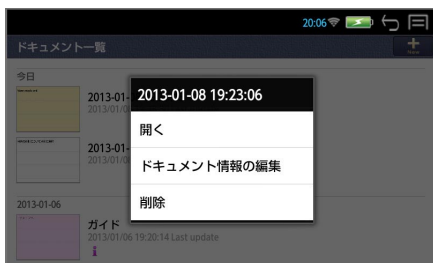 20:06
ドキュメント一覧
New
今日
2013-01-
2013/01/0
2013-01-08 19:23:06
開く
ドキュメント情報の編集
削除
2013-01-
2013/01/0
2013-01-06
ガイド
2013/01/06 19:20:14 Last update